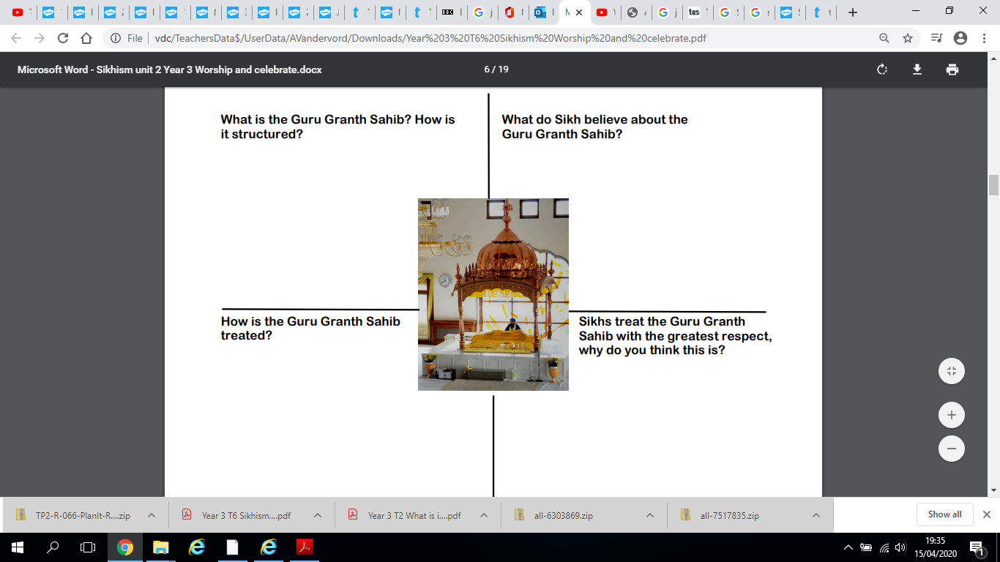 File
vdc/TeachersData$/UserData/AVandervord/Downloads/Year%203%20T6%20Sikhism%20Worship%20and%20celebrate.pdf
Microsoft Word - Sikhism unit 2 Year 3 Worship and celebrate.docx
6 / 19
What is the Guru Granth Sahib? How is
it structured?
What do Sikh believe about the
Guru Granth Sahib?
How is the Guru Granth Sahib
treated?
Sikhs treat the Guru Granth
Sahib with the greatest respect,
why do you think this is?
TP2-R-066-PlanIt-R....zip
Year 3 T6 Sikhism....pdf
Year 3 T2 What is i....pdf
all-6303869.zip
all-7517835.zip
Show all
19:35
15/04/2020